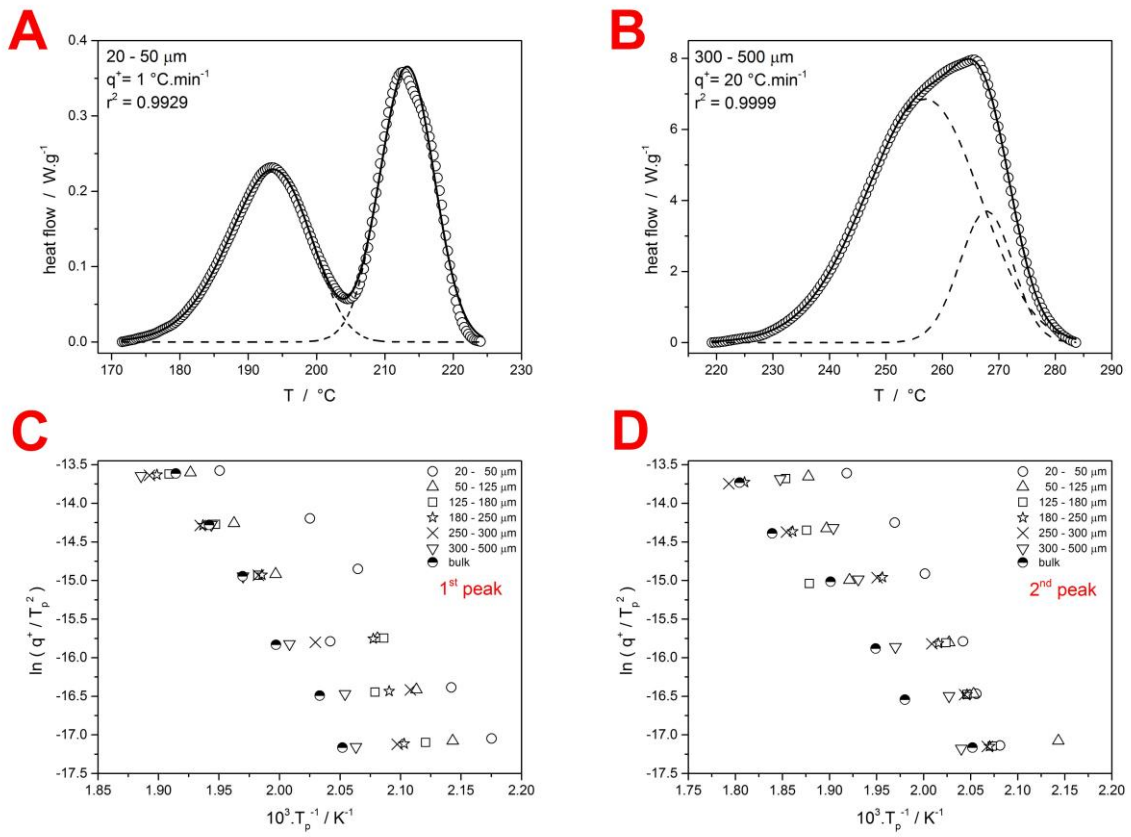 A
20 - 50 μm
q⁺= 1 °C.min⁻¹
r² = 0.9929
heat flow / W.g⁻¹
0.4
0.3
0.2
0.1
0.0
170 180 190 200 210 220 230
T / °C
B
300 - 500 μm
q⁺= 20 °C.min⁻¹
r² = 0.9999
heat flow / W.g⁻¹
8
6
4
2
0
220 230 240 250 260 270 280 290
T / °C
C
ln ( q⁺ / Tₚ² )
-13.5
-14.0
-14.5
-15.0
-15.5
-16.0
-16.5
-17.0
-17.5
20 - 50 μm
50 - 125 μm
125 - 180 μm
180 - 250 μm
250 - 300 μm
300 - 500 μm
bulk
1st peak
1.85 1.90 1.95 2.00 2.05 2.10 2.15 2.20
10³.Tₚ⁻¹ / K⁻¹
D
ln ( q⁺ / Tₚ² )
-13.5
-14.0
-14.5
-15.0
-15.5
-16.0
-16.5
-17.0
-17.5
20 - 50 μm
50 - 125 μm
125 - 180 μm
180 - 250 μm
250 - 300 μm
300 - 500 μm
bulk
2nd peak
1.75 1.80 1.85 1.90 1.95 2.00 2.05 2.10 2.15 2.20
10³.Tₚ⁻¹ / K⁻¹